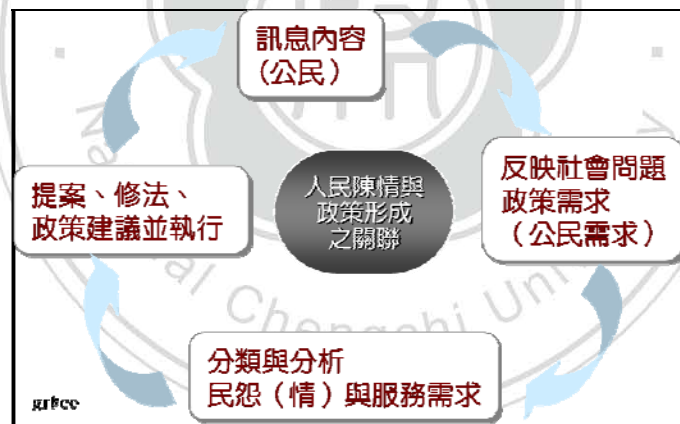 訊息內容
(公民)
反映社會問題
政策需求
(公民需求)
人民陳情與
政策形成
之關聯
提案、修法、
政策建議並執行
分類與分析
民怨(情)與服務需求
Chengchi Uni